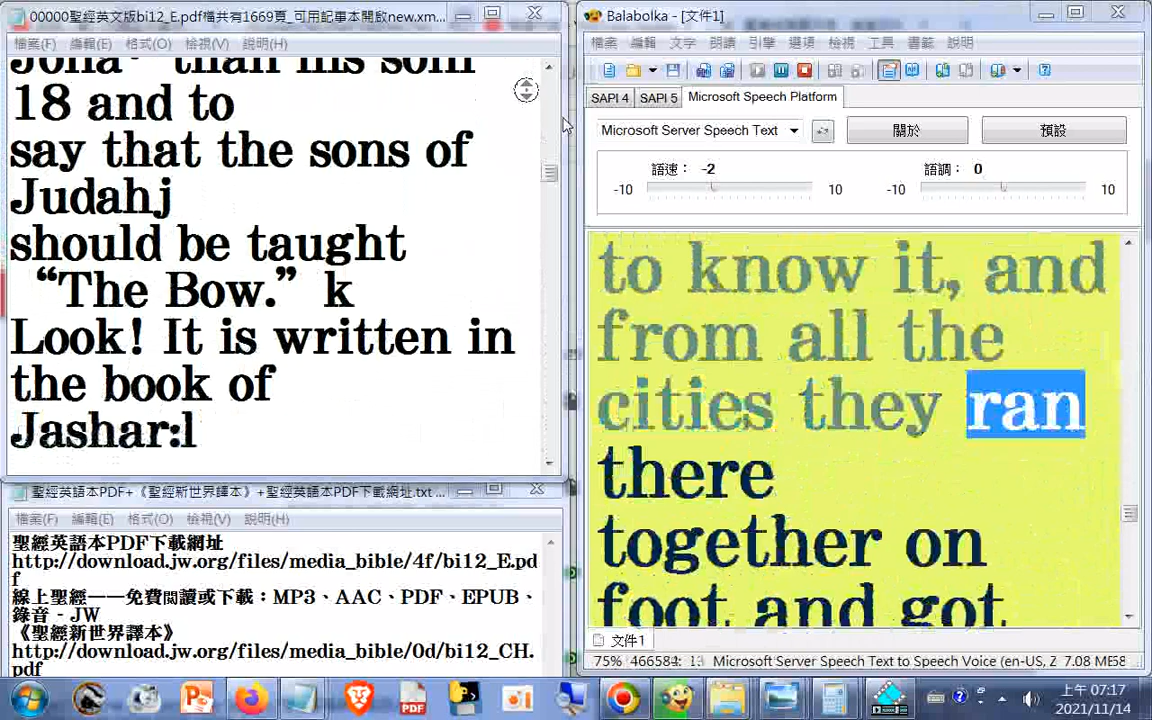 00000聖經英文版bi12_E.pdf檔共有1669頁_可用記事本開啟new.xm...
檔案(F) 編輯(E) 格式(O) 檢視(V) 說明(H)
Jona‧ than his son:
18 and to
say that the sons of
Judahj
should be taught
“The Bow.” k
Look! It is written in
the book of
Jashar:l
聖經英語本PDF+《聖經新世界譯本》+聖經英語本PDF下載網址.txt ...
檔案(F) 編輯(E) 格式(O) 檢視(V) 說明(H)
聖經英語本PDF下載網址
http://download.jw.org/files/media_bible/4f/bi12_E.pd
f
線上聖經——免費閱讀或下載：MP3、AAC、PDF、EPUB、
錄音 - JW
《聖經新世界譯本》
http://download.jw.org/files/media_bible/0d/bi12_CH.
pdf
Balabolka - [文件1]
檔案 編輯 文字 朗讀 引擎 選項 檢視 工具 書籤 說明
SAPI 4 SAPI 5 Microsoft Speech Platform
Microsoft Server Speech Text 關於 預設
語速： -2 語調： 0
-10 10 -10 10
to know it, and
from all the
cities they ran
there
together on
foot and got
文件1
75% Microsoft Server Speech Text to Speech Voice (en-US, Z 7.08 ME
上午 07:17
2021/11/14